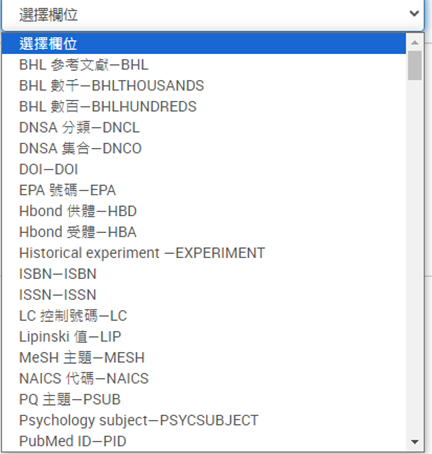 選擇欄位
選擇欄位
BHL 參考文獻—BHL
BHL 數千—BHLTHOUSANDS
BHL 數百—BHLHUNDREDS
DNSA 分類—DNCL
DNSA 集合—DNCO
DOI—DOI
EPA 號碼—EPA
Hbond 供體—HBD
Hbond 受體—HBA
Historical experiment —EXPERIMENT
ISBN—ISBN
ISSN—ISSN
LC 控制號碼—LC
Lipinski 值—LIP
MeSH 主題—MESH
NAICS 代碼—NAICS
PQ 主題—PSUB
Psychology subject—PSYCSUBJECT
PubMed ID—PID